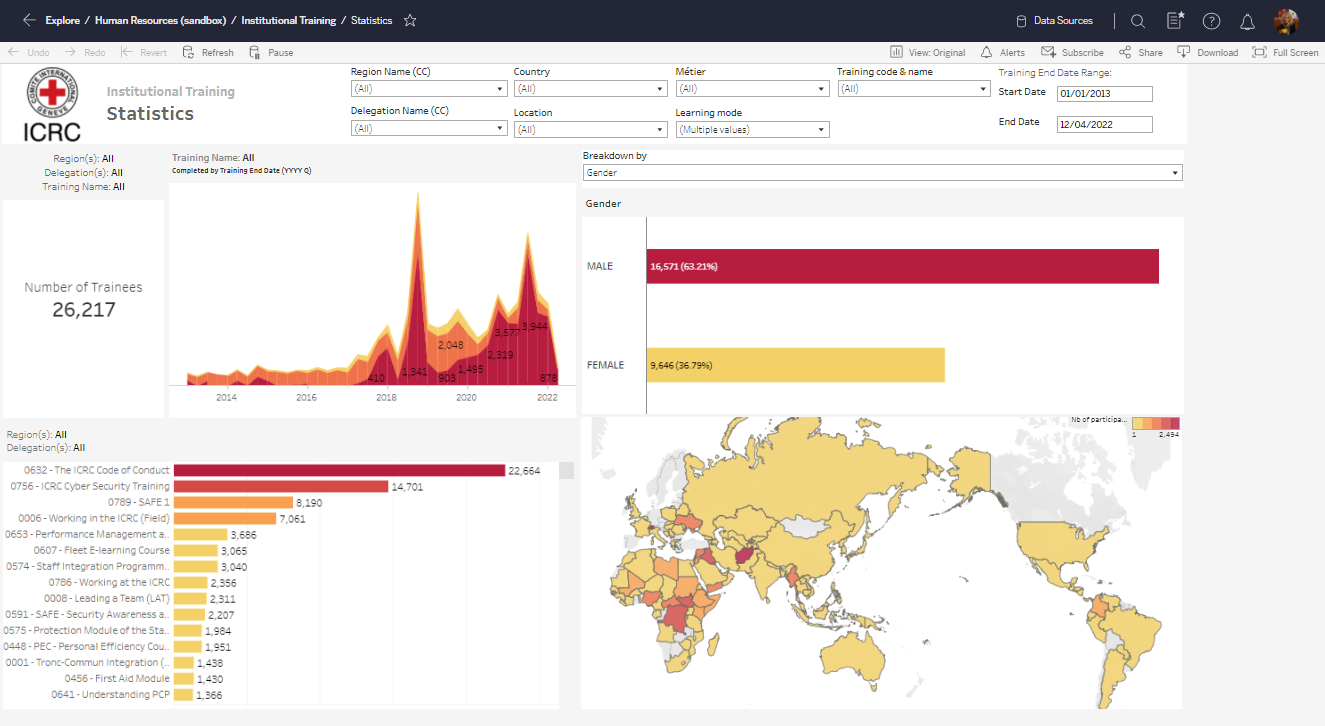 Explore / Human Resources (sandbox) / Institutional Training / Statistics
Data Sources
Undo Redo Revert Refresh Pause
View: Original Alerts Subscribe Share Download Full Screen
COMITE INTERNATIONAL GENEVE
ICRC
Institutional Training
Statistics
Region Name (CC)
(All)
Country
(All)
Métier
(All)
Training code & name
(All)
Training End Date Range:
Start Date 01/01/2013
End Date 12/04/2022
Delegation Name (CC)
(All)
Location
(All)
Learning mode
(Multiple values)
Region(s): All
Delegation(s): All
Training Name: All
Number of Trainees
26,217
Training Name: All
Completed by Training End Date (YYYY Q)
3,577
3,944
2,048
2,319
410
1,341
903
1,495
878
2014 2016 2018 2020 2022
Breakdown by
Gender
Gender
MALE 16,571 (63.21%)
FEMALE 9,646 (36.79%)
Region(s): All
Delegation(s): All
0632 - The ICRC Code of Conduct 22,664
0756 - ICRC Cyber Security Training 14,701
0789 - SAFE 1 8,190
0006 - Working in the ICRC (Field) 7,061
0653 - Performance Management a.. 3,686
0607 - Fleet E-learning Course 3,065
0574 - Staff Integration Programm.. 3,040
0786 - Working at the ICRC 2,356
0008 - Leading a Team (LAT) 2,311
0591 - SAFE - Security Awareness a.. 2,207
0575 - Protection Module of the Sta.. 1,984
0448 - PEC - Personal Efficiency Cou.. 1,951
0001 - Tronc-Commun Integration (.. 1,438
0456 - First Aid Module 1,430
0641 - Understanding PCP 1,366
Nb of participa...
1 2,494